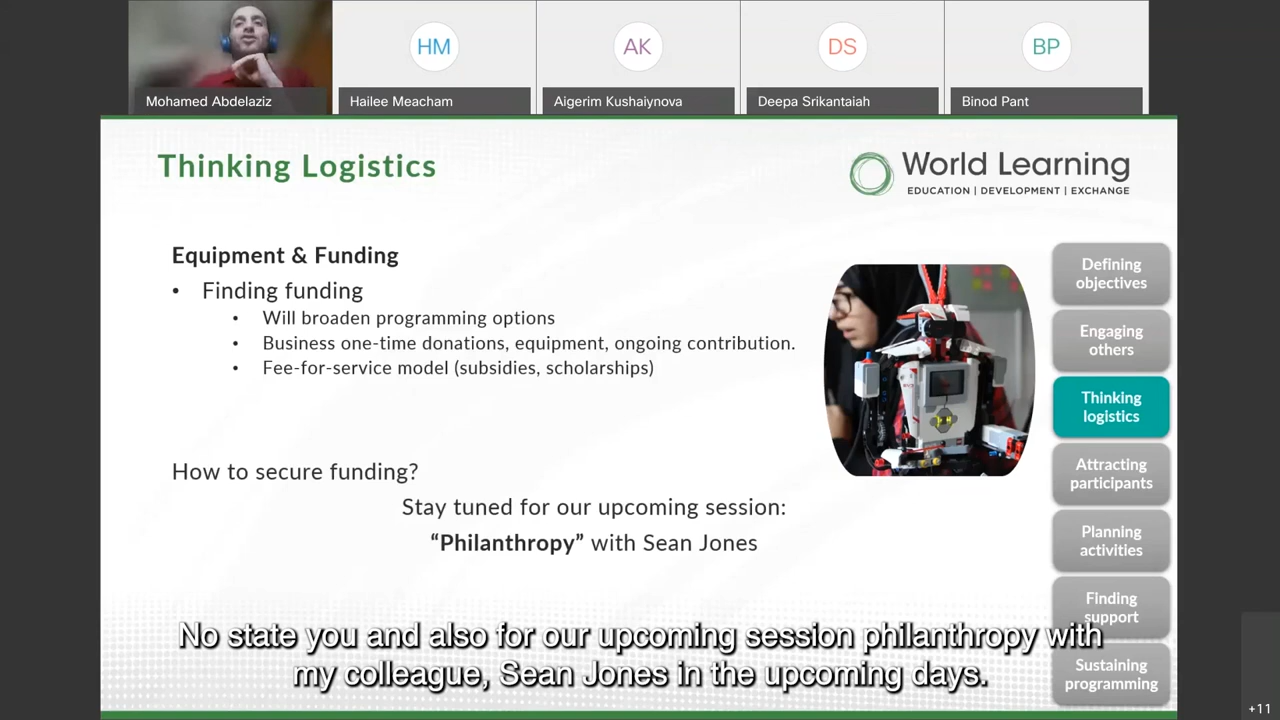 HM
AK
DS
BP
Mohamed Abdelaziz
Hailee Meacham
Aigerim Kushaiynova
Deepa Srikantaiah
Binod Pant
Thinking Logistics
World Learning
EDUCATION | DEVELOPMENT | EXCHANGE
Equipment & Funding
• Finding funding
• Will broaden programming options
• Business one-time donations, equipment, ongoing contribution.
• Fee-for-service model (subsidies, scholarships)
How to secure funding?
Stay tuned for our upcoming session:
“Philanthropy” with Sean Jones
Defining
objectives
Engaging
others
Thinking
logistics
Attracting
participants
Planning
activities
Finding
support
Sustaining
programming
No state you and also for our upcoming session philanthropy with
my colleague, Sean Jones in the upcoming days.
+11